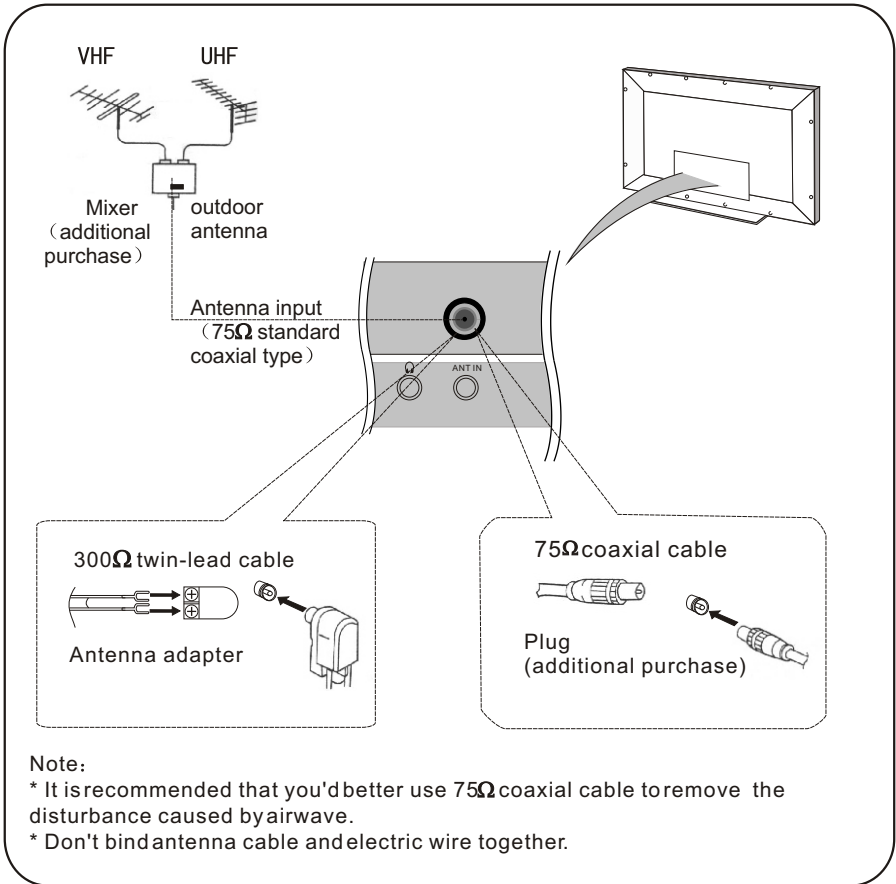 VHF
UHF
Mixer
（additional
purchase）
outdoor
antenna
Antenna input
（75Ω standard
coaxial type）
ANT IN
300Ω twin-lead cable
Antenna adapter
75Ω coaxial cable
Plug
(additional purchase)
Note：
* It is recommended that you'd better use 75Ω coaxial cable to remove the
disturbance caused by airwave.
* Don't bind antenna cable and electric wire together.